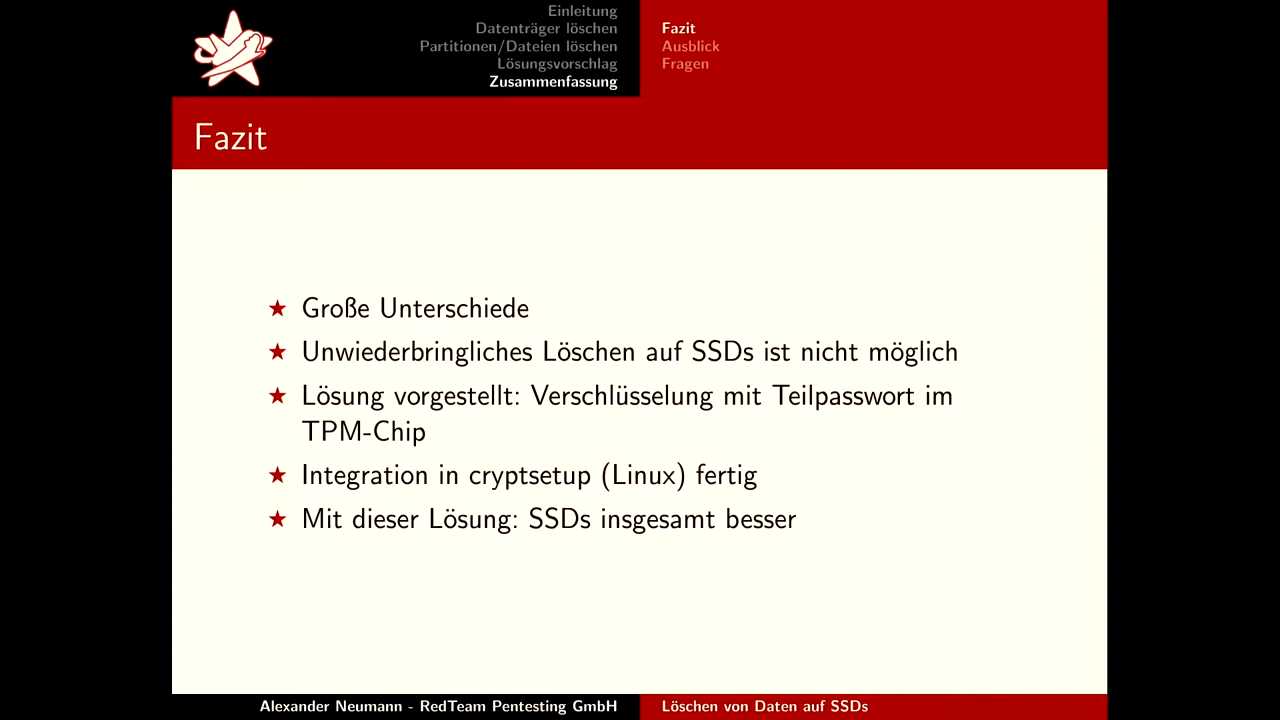 Einleitung
Datenträger löschen
Partitionen/Dateien löschen
Lösungsvorschlag
Zusammenfassung
Fazit
Ausblick
Fragen
Fazit
★ Große Unterschiede
★ Unwiederbringliches Löschen auf SSDs ist nicht möglich
★ Lösung vorgestellt: Verschlüsselung mit Teilpasswort im
TPM-Chip
★ Integration in cryptsetup (Linux) fertig
★ Mit dieser Lösung: SSDs insgesamt besser
Alexander Neumann - RedTeam Pentesting GmbH
Löschen von Daten auf SSDs